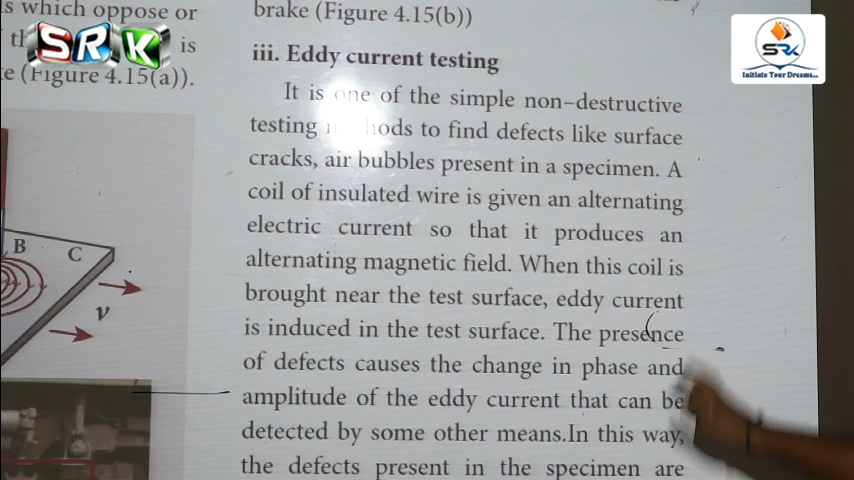 s which oppose or
is
e (Figure 4.15(a)).
SRK
B
C
v
brake (Figure 4.15(b))
iii. Eddy current testing
It is one of the simple non-destructive
testing hods to find defects like surface
cracks, air bubbles present in a specimen. A
coil of insulated wire is given an alternating
electric current so that it produces an
alternating magnetic field. When this coil is
brought near the test surface, eddy current
is induced in the test surface. The presence
of defects causes the change in phase and
amplitude of the eddy current that can be
detected by some other means.In this way,
the defects present in the specimen are
SRK
Initiate Your Dreams...